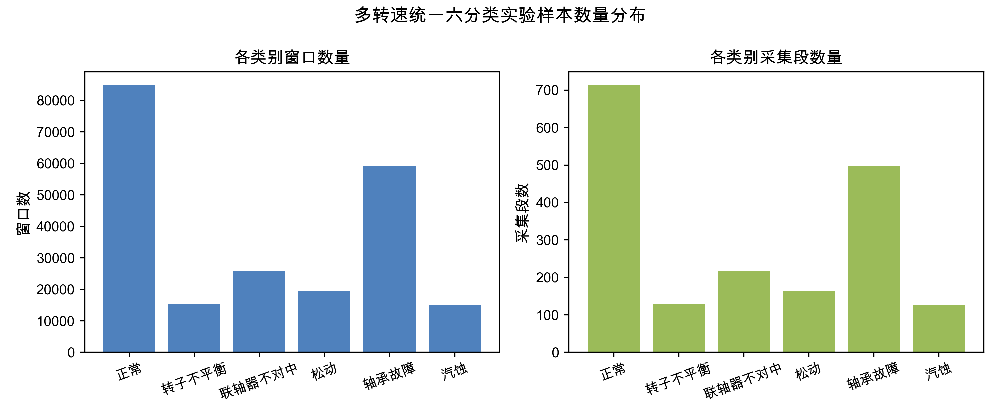 多转速统一六分类实验样本数量分布
各类别窗口数量
窗口数
80000
70000
60000
50000
40000
30000
20000
10000
0
正常
转子不平衡
联轴器不对中
松动
轴承故障
汽蚀
各类别采集段数量
采集段数
700
600
500
400
300
200
100
0
正常
转子不平衡
联轴器不对中
松动
轴承故障
汽蚀